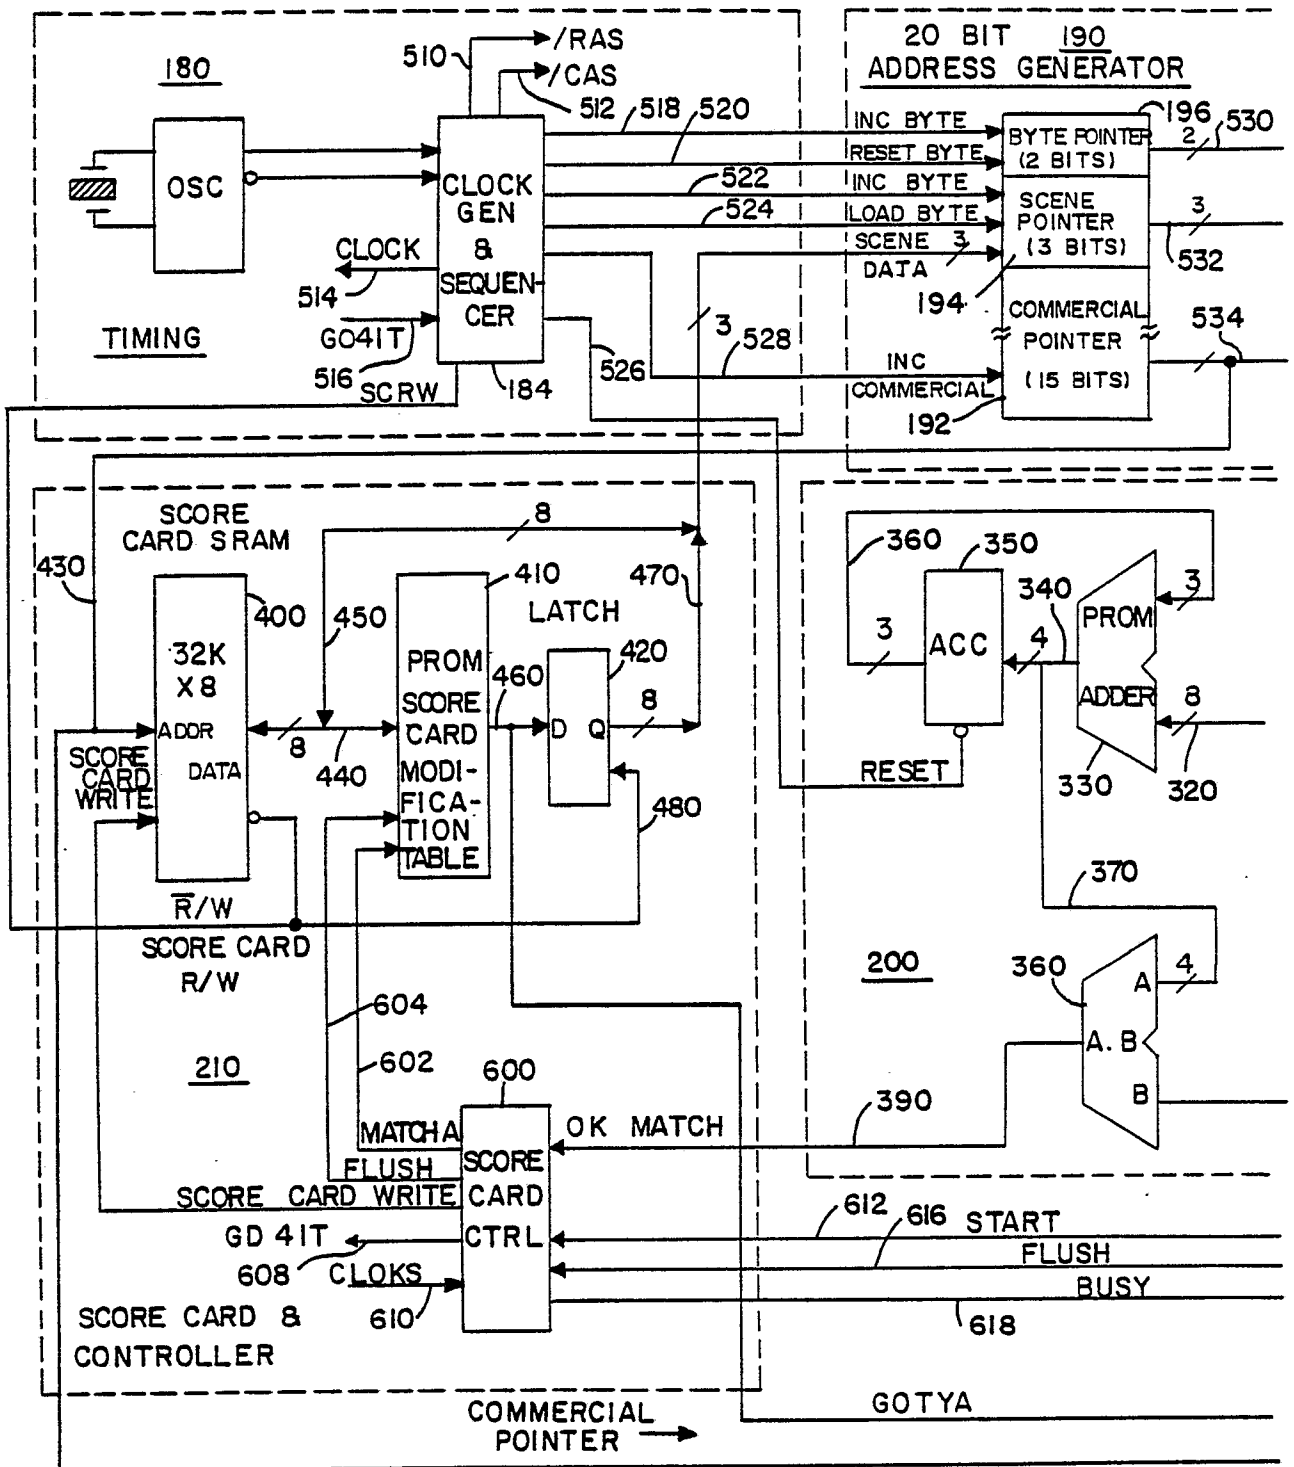 180
OSC
TIMING
510
/RAS
/CAS
512
518
520
CLOCK
GEN
&
SEQUEN-
CER
CLOCK
514
GO41T
516
SCRW
184
522
524
3
526
528
20 BIT 190
ADDRESS GENERATOR
196
INC BYTE
RESET BYTE
INC BYTE
LOAD BYTE
SCENE 3
DATA
INC
COMMERCIAL
BYTE POINTER
(2 BITS)
SCENE
POINTER
(3 BITS)
194
COMMERCIAL
POINTER
(15 BITS)
192
2
530
3
532
534
SCORE
CARD SRAM
430
400
32K
X8
ADDR
DATA
SCORE
CARD
WRITE
R̅/W
SCORE CARD
R/W
8
450
8
440
410
PROM
SCORE
CARD
MODI-
FICA-
TION
TABLE
LATCH
460
420
D Q
8
470
480
604
602
210
600
MATCHA
FLUSH
SCORE CARD WRITE
GD 41T
608
CLOKS
610
SCORE
CARD
CTRL
SCORE CARD &
CONTROLLER
360
350
340
3
ACC
4
PROM
ADDER
3
8
330
320
RESET
370
200
360
A
4
A.B
B
390
OK MATCH
612
616
START
FLUSH
BUSY
618
GOTYA
COMMERCIAL
POINTER